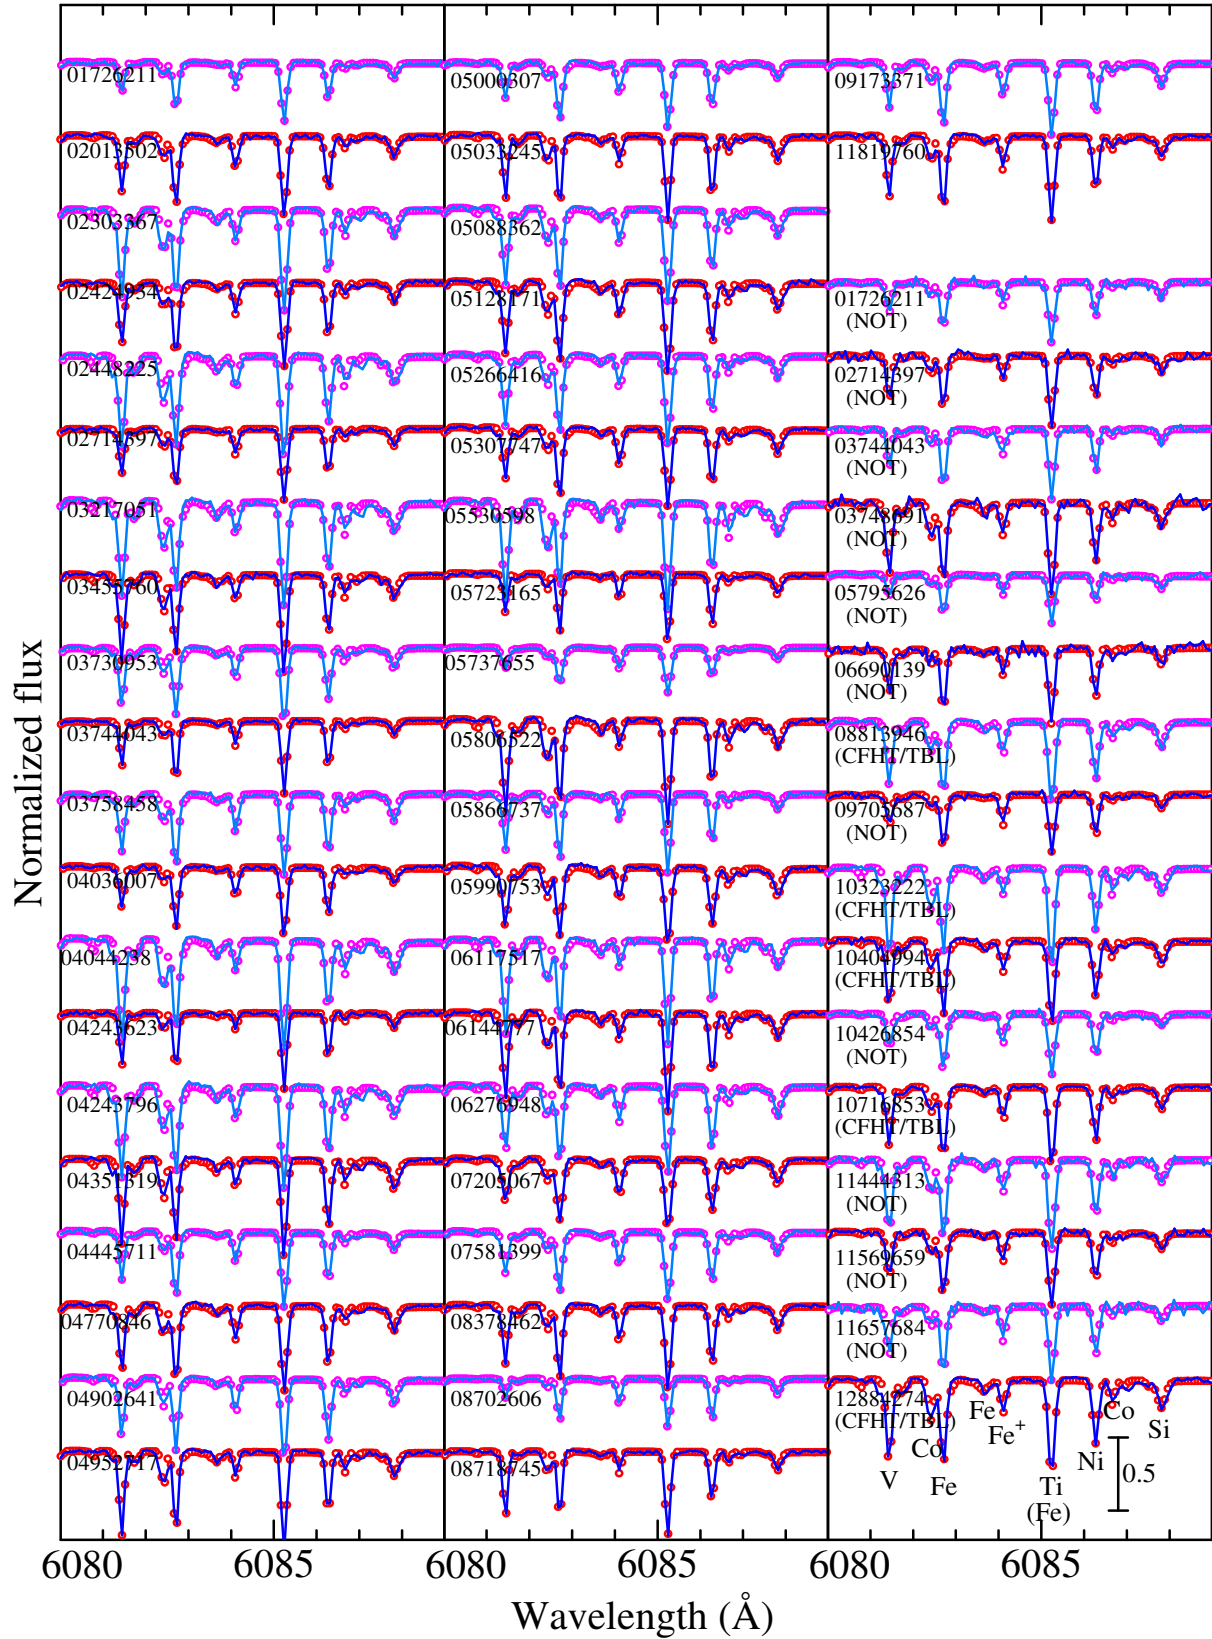 01726211
02013502
02303367
02424934
02448225
02714397
03217051
03455760
03730953
03744043
03758458
04036007
04044238
04243623
04243796
04351319
04445711
04770846
04902641
04952717
05000307
05033245
05088362
05128171
05266416
05307747
05530598
05723165
05737655
05806522
05866737
05990753
06117517
06144777
06276948
07205067
07581399
08378462
08702606
08718745
09173371
11819760
01726211
(NOT)
02714397
(NOT)
03744043
(NOT)
03748691
(NOT)
05795626
(NOT)
06690139
(NOT)
08813946
(CFHT/TBL)
09705687
(NOT)
10323222
(CFHT/TBL)
10404994
(CFHT/TBL)
10426854
(NOT)
10716853
(CFHT/TBL)
11444313
(NOT)
11569659
(NOT)
11657684
(NOT)
12884274
(CFHT/TBL)
V
Co
Fe
Fe
Fe+
Ti
(Fe)
Ni
Co
Si
0.5
6080 6085 6080 6085 6080 6085
Wavelength (Å)
Normalized flux